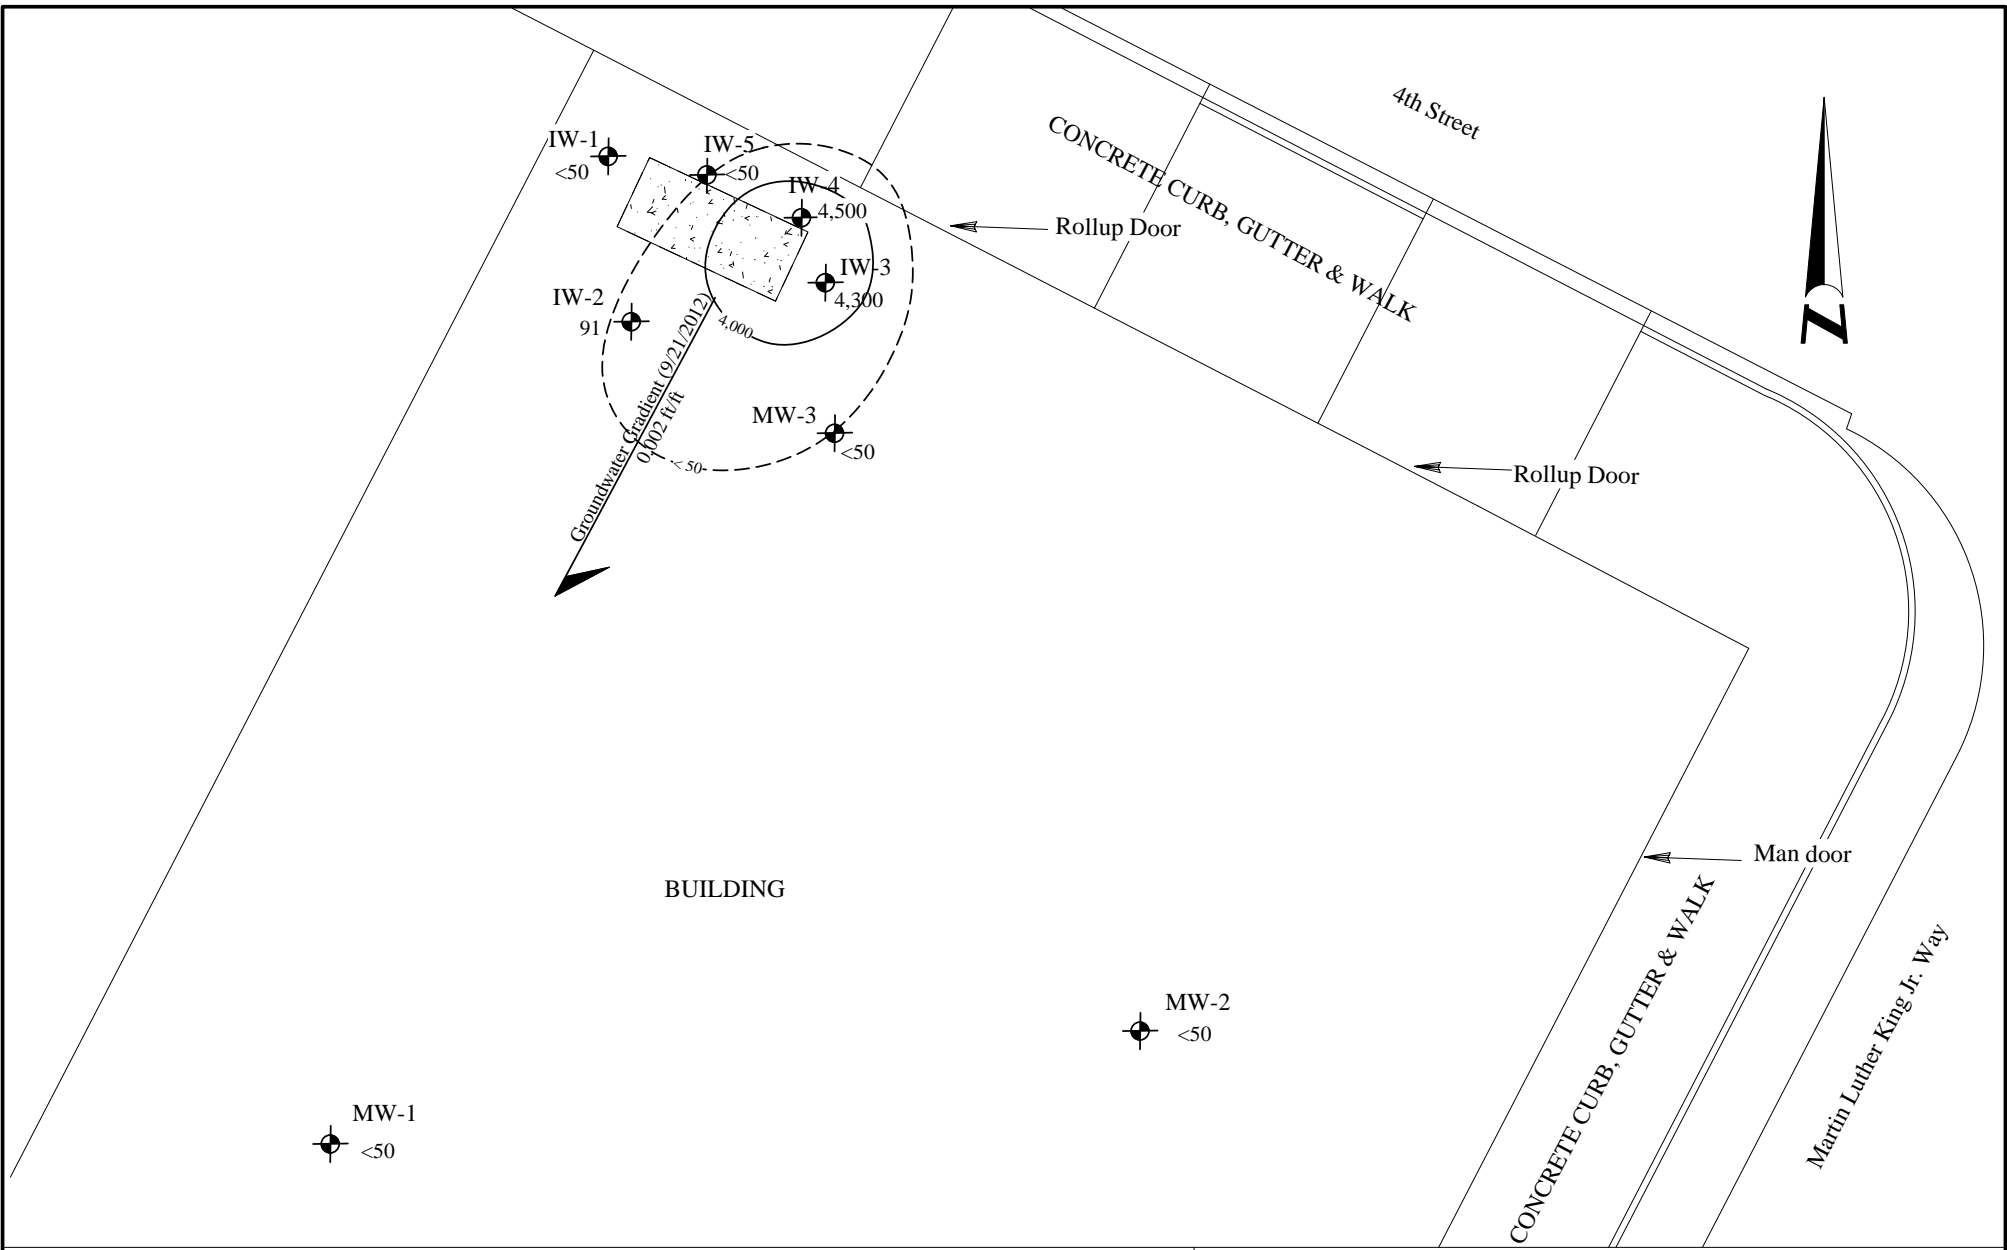 4th Street
CONCRETE CURB, GUTTER & WALK
IW-1
<50
IW-5
<50
IW-4
4,500
Rollup Door
IW-3
4,300
IW-2
91
4,000
Groundwater Gradient (9/21/2012)
0.002 ft/ft
MW-3
<50
<50
Z
Rollup Door
Man door
BUILDING
CONCRETE CURB, GUTTER & WALK
Martin Luther King Jr. Way
MW-2
<50
MW-1
<50